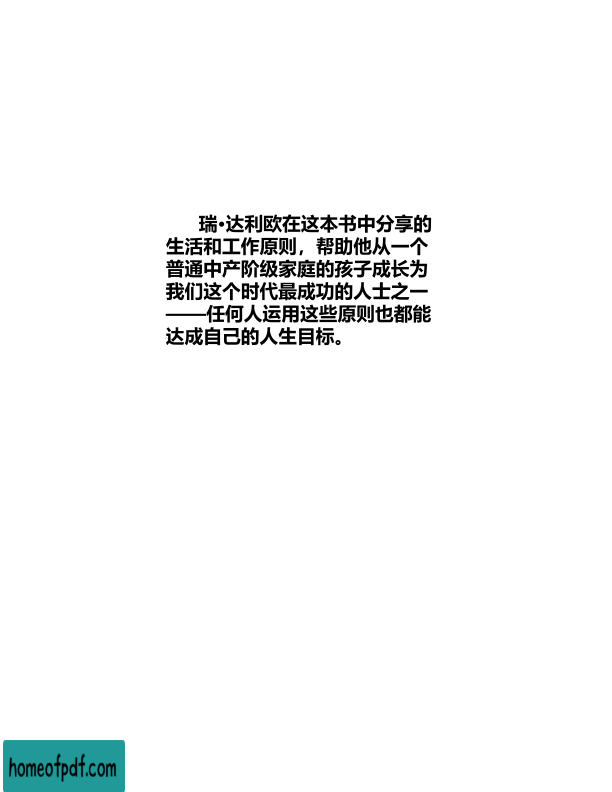 瑞•达利欧在这本书中分享的
生活和工作原则，帮助他从一个
普通中产阶级家庭的孩子成长为
我们这个时代最成功的人士之一
——任何人运用这些原则也都能
达成自己的人生目标。
homeofpdf.com